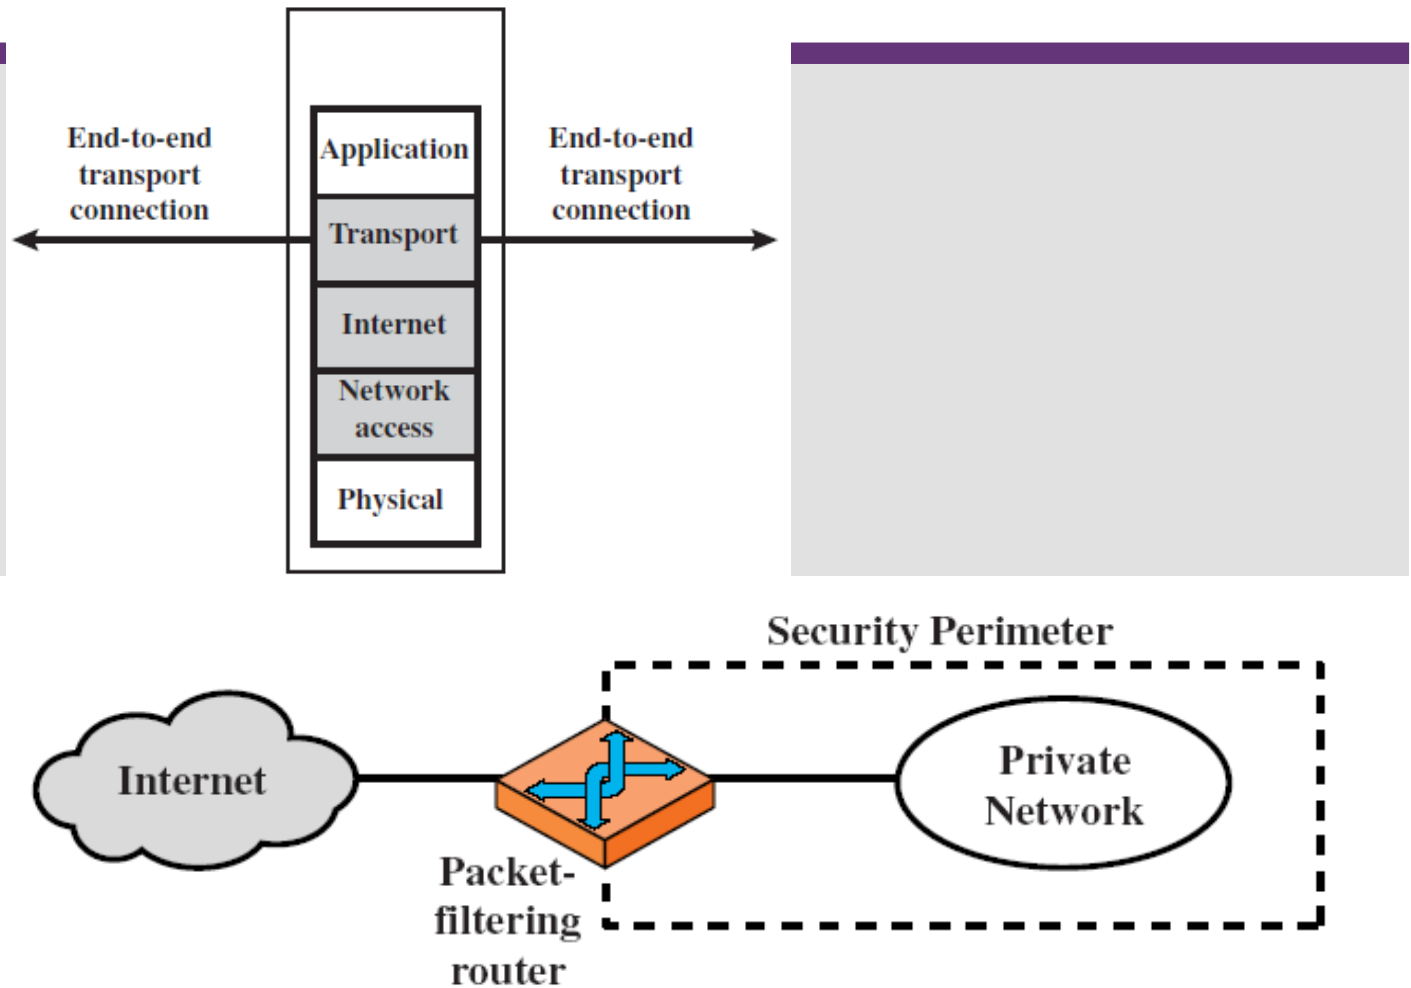 End-to-end
transport
connection
Application
Transport
Internet
Network
access
Physical
End-to-end
transport
connection
Security Perimeter
Internet
Packet-
filtering
router
Private
Network